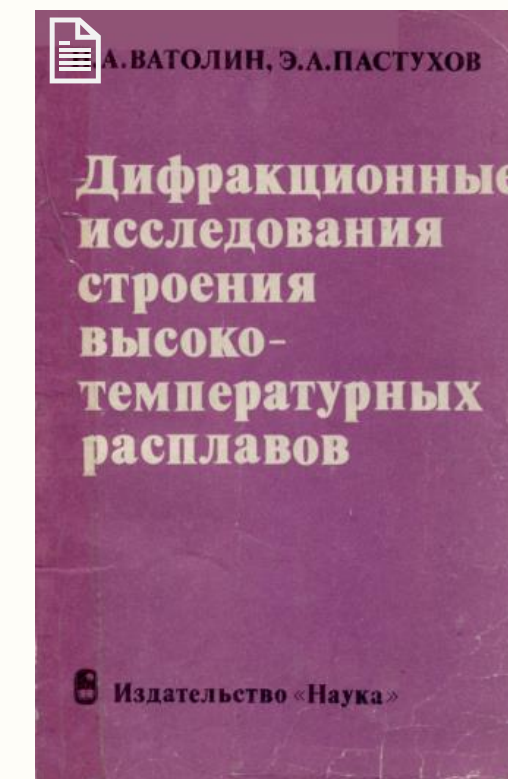 А.ВАТОЛИН, Э.А.ПАСТУХОВ
Дифракционные
исследования
строения
высоко-
температурных
расплавов
Издательство «Наука»